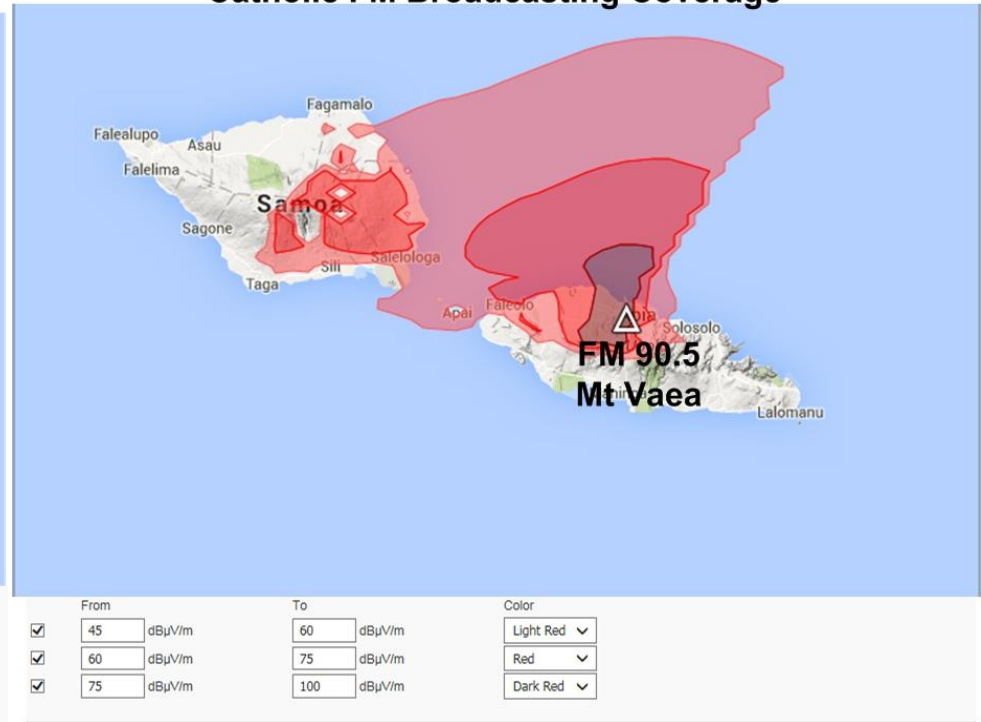 Catholic FM Broadcasting Coverage
Fagamalo
Falealupo
Asau
Falelima
Samoa
Sagone
Salelologa
Sili
Taga
Apai
Faleolo
Solosolo
FM 90.5
Mt Vaea
Lalomanu
From To Color
45 dBµV/m 60 dBµV/m Light Red
60 dBµV/m 75 dBµV/m Red
75 dBµV/m 100 dBµV/m Dark Red